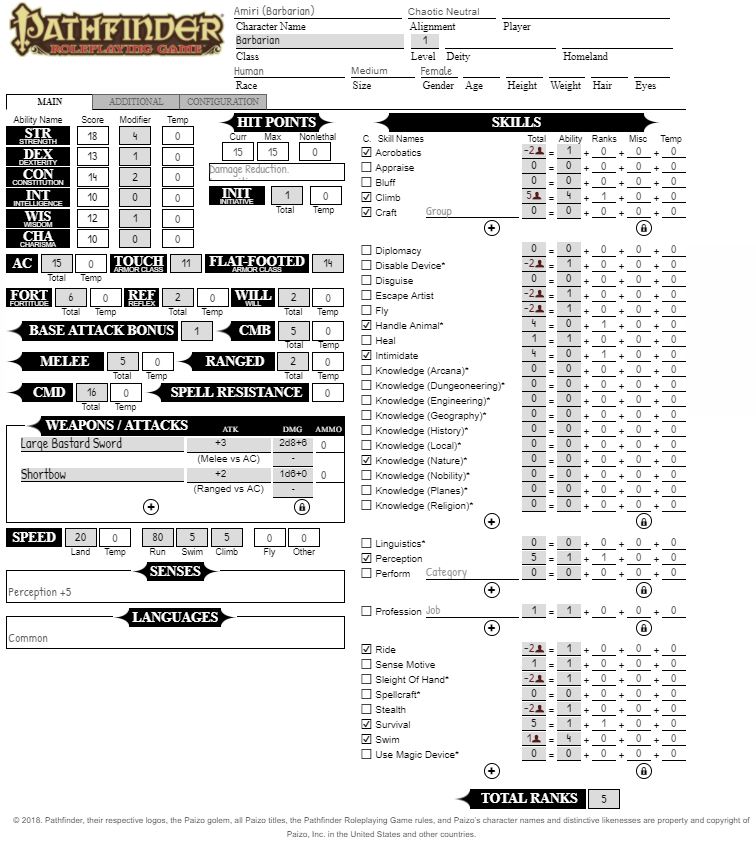 PATHFINDER
ROLEPLAYING GAME
Amiri (Barbarian) Chaotic Neutral
Character Name Alignment Player
Barbarian 1
Class Level Deity Homeland
Human Medium Female
Race Size Gender Age Height Weight Hair Eyes
MAIN ADDITIONAL CONFIGURATION
Ability Name Score Modifier Temp
STR STRENGTH 18 4 0
DEX DEXTERITY 13 1 0
CON CONSTITUTION 14 2 0
INT INTELLIGENCE 10 0 0
WIS WISDOM 12 1 0
CHA CHARISMA 10 0 0
HIT POINTS
Curr Max Nonlethal
15 15 0
Damage Reduction,
INIT INITIATIVE 1 0
Total Temp
AC 15 0 TOUCH ARMOR CLASS 11 FLAT-FOOTED ARMOR CLASS 14
Total Temp
FORT FORTITUDE 6 0 REF REFLEX 2 0 WILL WILL 2 0
Total Temp Total Temp Total Temp
BASE ATTACK BONUS 1 CMB 5 0
Total Temp
MELEE 5 0 RANGED 2 0
Total Temp Total Temp
CMD 16 0 SPELL RESISTANCE 0 0
Total Temp Total Temp
WEAPONS / ATTACKS ATK DMG AMMO
Large Bastard Sword +3 2d8+6 0
(Melee vs AC) -
Shortbow +2 1d6+0 0
(Ranged vs AC) -
SPEED 20 0 80 5 5 0 0
Land Temp Run Swim Climb Fly Other
SENSES
Perception +5
LANGUAGES
Common
SKILLS
C. Skill Names Total Ability Ranks Misc Temp
Acrobatics -2 = 1 + 0 + 0 + 0
Appraise 0 = 0 + 0 + 0 + 0
Bluff 0 = 0 + 0 + 0 + 0
Climb 5 = 4 + 1 + 0 + 0
Craft Group 0 = 0 + 0 + 0 + 0
Diplomacy 0 = 0 + 0 + 0 + 0
Disable Device* -2 = 1 + 0 + 0 + 0
Disguise 0 = 0 + 0 + 0 + 0
Escape Artist -2 = 1 + 0 + 0 + 0
Fly -2 = 1 + 0 + 0 + 0
Handle Animal* 4 = 0 + 1 + 0 + 0
Heal 1 = 1 + 0 + 0 + 0
Intimidate 4 = 0 + 1 + 0 + 0
Knowledge (Arcana)* 0 = 0 + 0 + 0 + 0
Knowledge (Dungeoneering)* 0 = 0 + 0 + 0 + 0
Knowledge (Engineering)* 0 = 0 + 0 + 0 + 0
Knowledge (Geography)* 0 = 0 + 0 + 0 + 0
Knowledge (History)* 0 = 0 + 0 + 0 + 0
Knowledge (Local)* 0 = 0 + 0 + 0 + 0
Knowledge (Nature)* 0 = 0 + 0 + 0 + 0
Knowledge (Nobility)* 0 = 0 + 0 + 0 + 0
Knowledge (Planes)* 0 = 0 + 0 + 0 + 0
Knowledge (Religion)* 0 = 0 + 0 + 0 + 0
Linguistics* 0 = 0 + 0 + 0 + 0
Perception 5 = 1 + 1 + 0 + 0
Perform Category 0 = 0 + 0 + 0 + 0
Profession Job 1 = 1 + 0 + 0 + 0
Ride -2 = 1 + 0 + 0 + 0
Sense Motive 1 = 1 + 0 + 0 + 0
Sleight Of Hand* -2 = 1 + 0 + 0 + 0
Spellcraft* 0 = 0 + 0 + 0 + 0
Stealth -2 = 1 + 0 + 0 + 0
Survival 5 = 1 + 1 + 0 + 0
Swim 1 = 4 + 0 + 0 + 0
Use Magic Device* 0 = 0 + 0 + 0 + 0
TOTAL RANKS 5
© 2018. Pathfinder, their respective logos, the Paizo golem, all Paizo titles, the Pathfinder Roleplaying Game rules, and Paizo's character names and distinctive likenesses are property and copyright of
Paizo, Inc. in the United States and other countries.